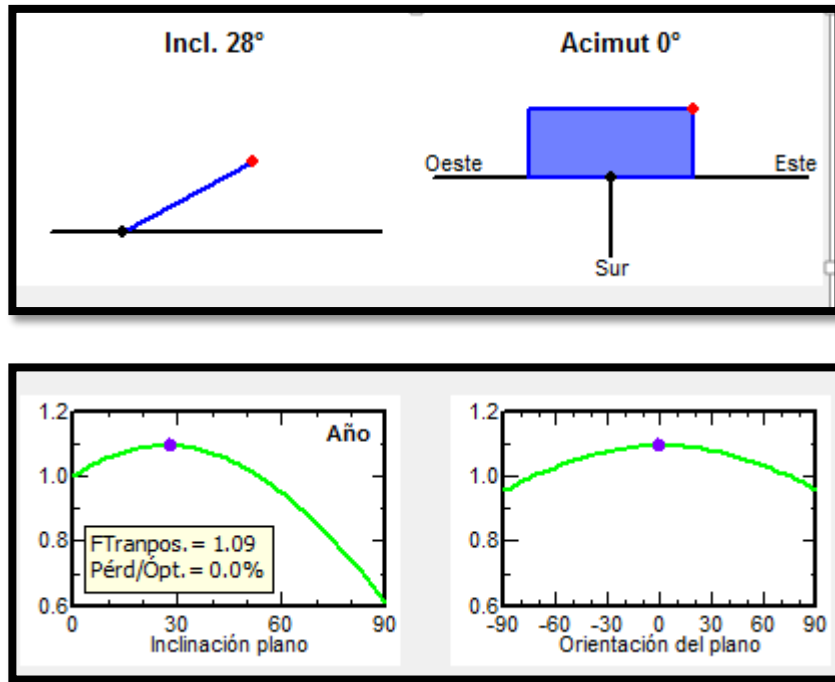 Incl. 28°
Acimut 0°
Oeste
Este
Sur
1.2
1.0
0.8
0.6
Año
FTranpos. = 1.09
Pérd/Ópt. = 0.0%
0 30 60 90
Inclinación plano
1.2
1.0
0.8
0.6
-90 -60 -30 0 30 60 90
Orientación del plano